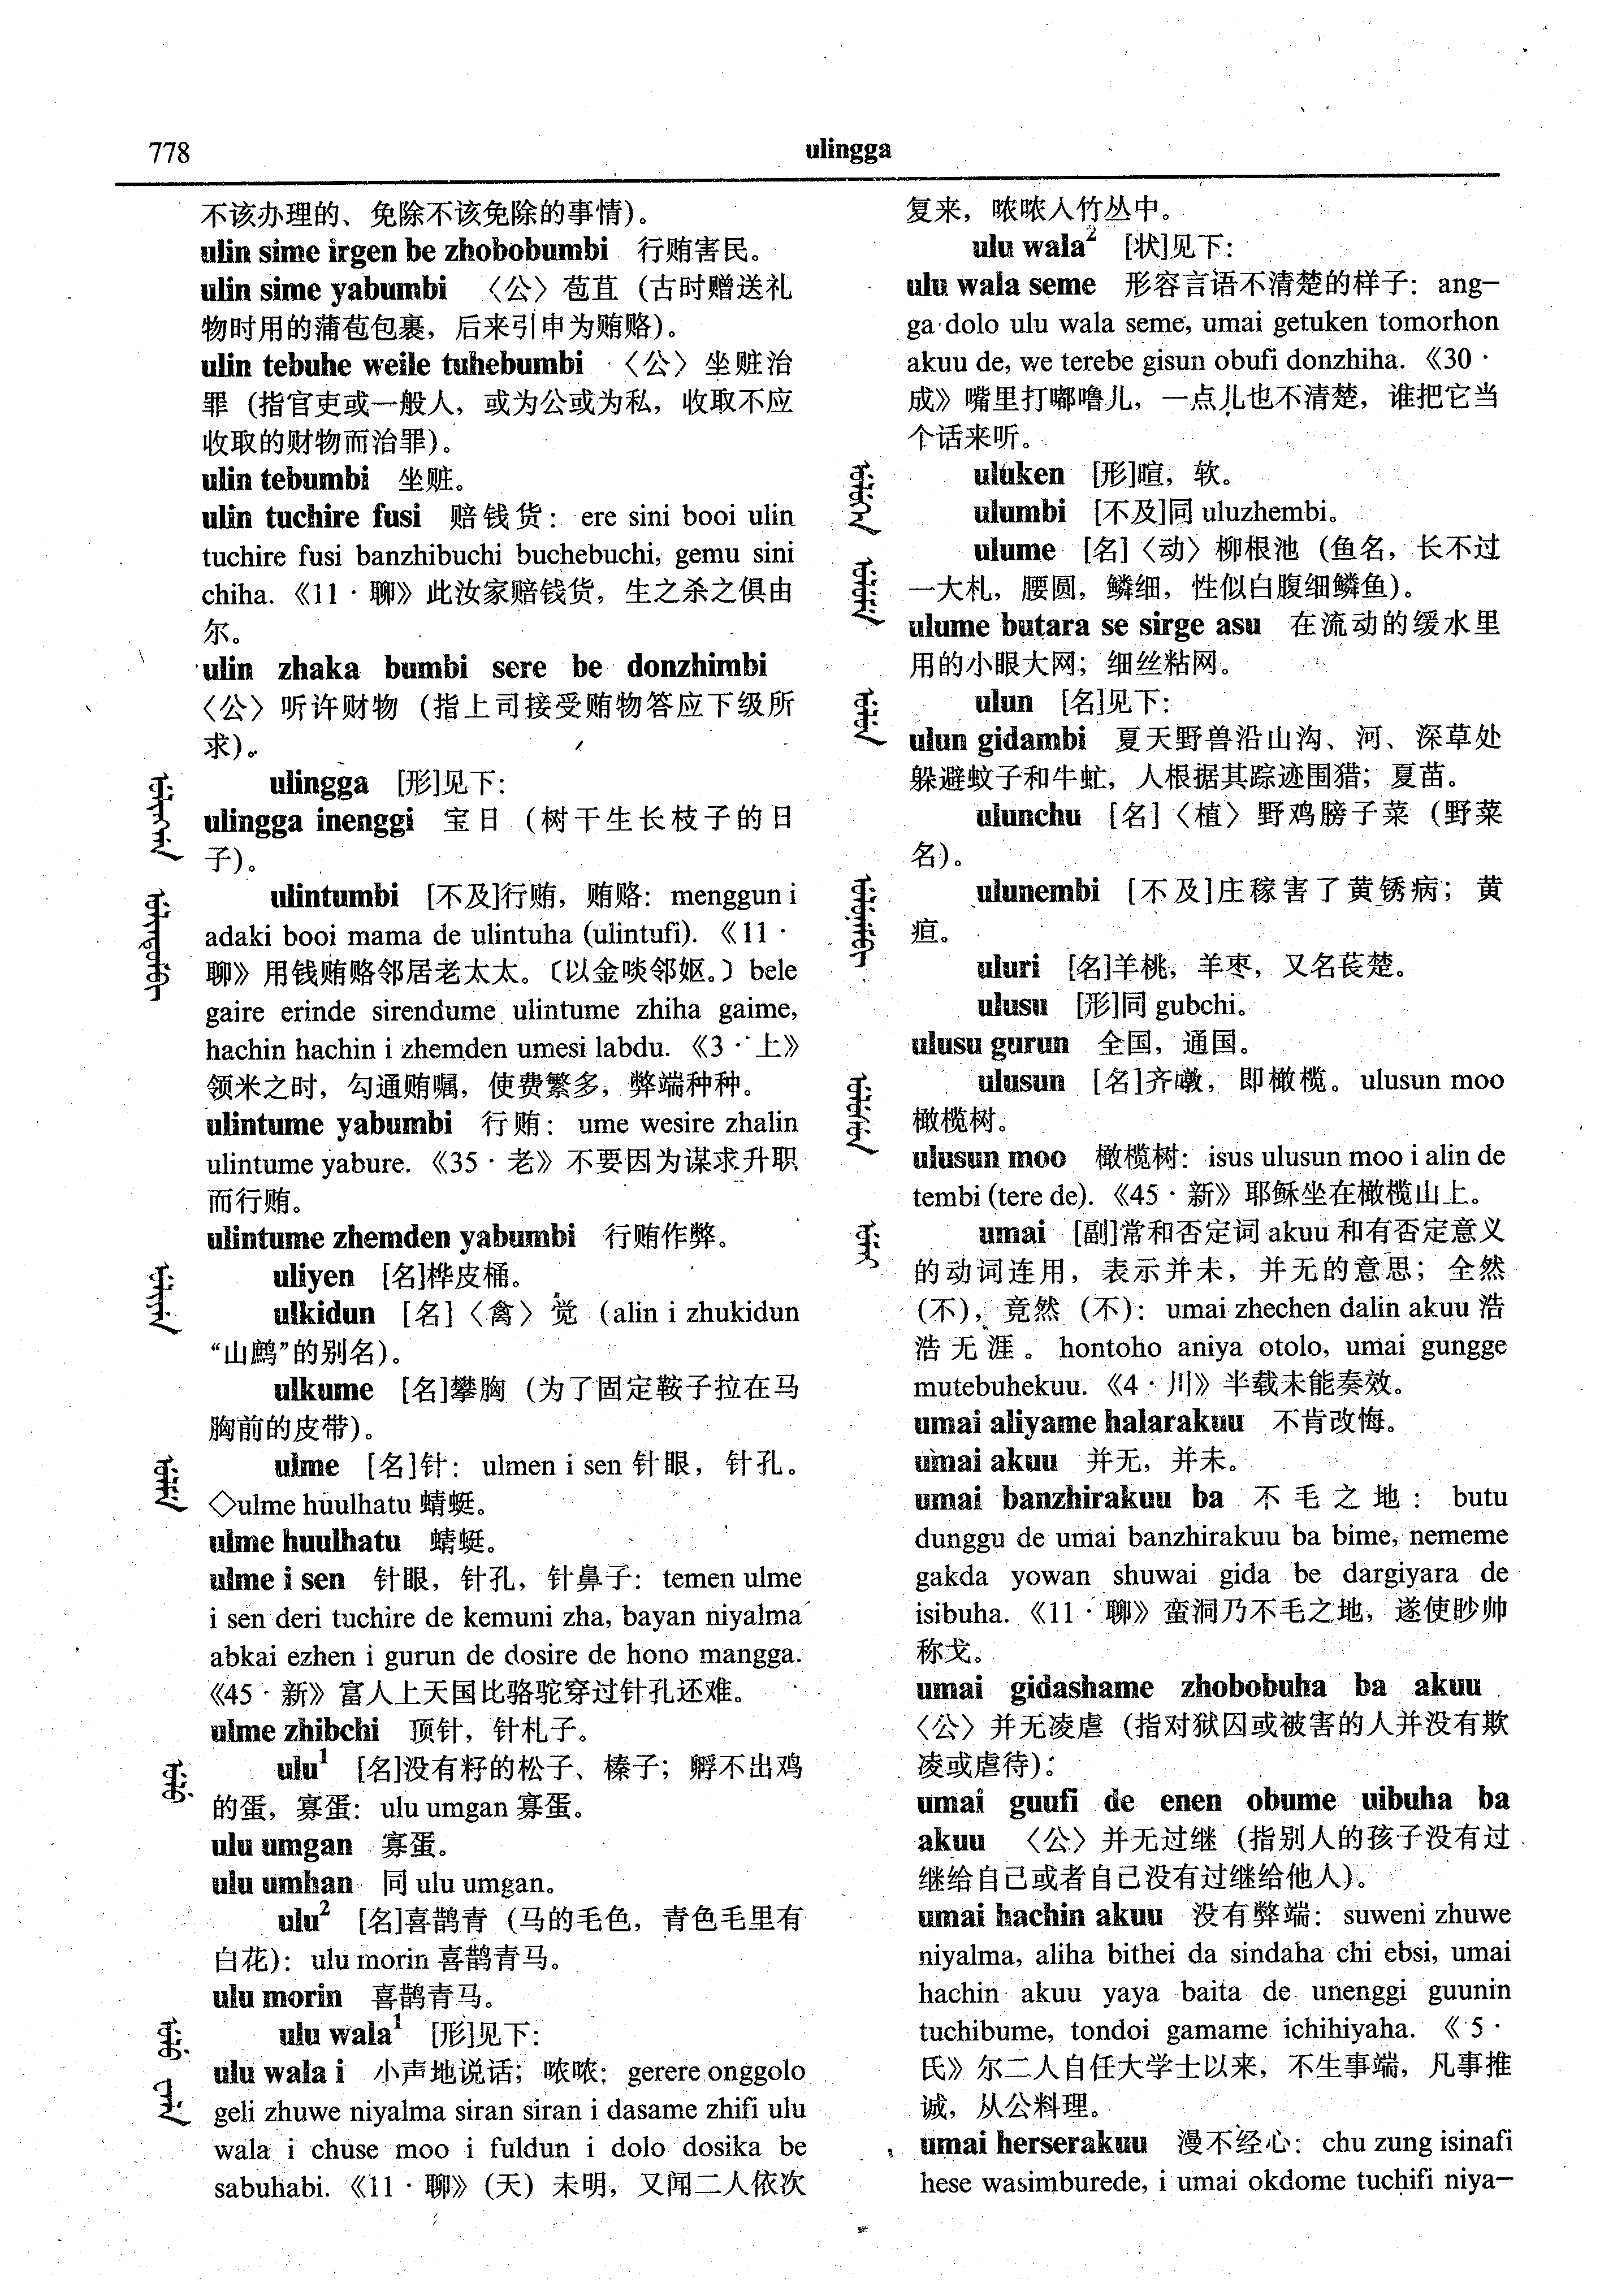 778
ulingga
不该办理的、免除不该免除的事情)。
ulin sime irgen be zhobobumbi 行贿害民。
ulin sime yabumbi 〈公〉苞苴 (古时赠送礼
物时用的蒲苞包裹，后来引申为贿赂)。
ulin tebuhe weile tuhebumbi 〈公〉坐赃治
罪 (指官吏或一般人，或为公或为私，收取不应
收取的财物而治罪)。
ulin tebumbi 坐赃。
ulin tuchire fusi 赔钱货: ere sini booi ulin
tuchire fusi banzhibuchi buchebuchi, gemu sini
chiha. 《11·聊》此汝家赔钱货，生之杀之俱由
尔。
ulin zhaka bumbi sere be donzhimbi
〈公〉听许财物 (指上司接受贿物答应下级所
求)。
ulingga [形]见下:
ulingga inenggi 宝日 (树干生长枝子的日
子)。
ulintumbi [不及]行贿，贿赂: menggun i
adaki booi mama de ulintuha (ulintufi). 《11·
聊》用钱贿赂邻居老太太。〔以金啖邻妪。〕bele
gaire erinde sirendume ulintume zhiha gaime,
hachin hachin i zhemden umesi labdu. 《3·上》
领米之时，勾通贿嘱，使费繁多，弊端种种。
ulintume yabumbi 行贿: ume wesire zhalin
ulintume yabure. 《35·老》不要因为谋求升职
而行贿。
ulintume zhemden yabumbi 行贿作弊。
uliyen [名]桦皮桶。
ulkidun [名]〈禽〉鸴 (alin i zhukidun
“山鹧”的别名)。
ulkume [名]攀胸 (为了固定鞍子拉在马
胸前的皮带)。
ulme [名]针: ulmen i sen 针眼，针孔。
◇ulme huulhatu 蜻蜓。
ulme huulhatu 蜻蜓。
ulme i sen 针眼，针孔，针鼻子: temen ulme
i sen deri tuchire de kemuni zha, bayan niyalma
abkai ezhen i gurun de dosire de hono mangga.
《45·新》富人上天国比骆驼穿过针孔还难。
ulme zhibchi 顶针，针札子。
ulu¹ [名]没有籽的松子、榛子；孵不出鸡
的蛋，寡蛋: ulu umgan 寡蛋。
ulu umgan 寡蛋。
ulu umhan 同 ulu umgan。
ulu² [名]喜鹊青 (马的毛色，青色毛里有
白花): ulu morin 喜鹊青马。
ulu morin 喜鹊青马。
ulu wala¹ [形]见下:
ulu wala i 小声地说话；哝哝: gerere onggolo
geli zhuwe niyalma siran siran i dasame zhifi ulu
wala i chuse moo i fuldun i dolo dosika be
sabuhabi. 《11·聊》(天) 未明，又闻二人依次
复来，哝哝入竹丛中。
ulu wala² [状]见下:
ulu wala seme 形容言语不清楚的样子: ang-
ga dolo ulu wala seme, umai getuken tomorhon
akuu de, we terebe gisun obufi donzhiha. 《30·
成》嘴里打嘟噜儿，一点儿也不清楚，谁把它当
个话来听。
uluken [形]暄，软。
ulumbi [不及]同 uluzhembi。
ulume [名]〈动〉柳根池 (鱼名，长不过
一大札，腰圆，鳞细，性似白腹细鳞鱼)。
ulume butara se sirge asu 在流动的缓水里
用的小眼大网；细丝粘网。
ulun [名]见下:
ulun gidambi 夏天野兽沿山沟、河、深草处
躲避蚊子和牛虻，人根据其踪迹围猎；夏苗。
ulunchu [名]〈植〉野鸡膀子菜 (野菜
名)。
ulunembi [不及]庄稼害了黄锈病；黄
疸。
uluri [名]羊桃，羊枣，又名苌楚。
ulusu [形]同 gubchi。
ulusu gurun 全国，通国。
ulusun [名]齐暾，即橄榄。ulusun moo
橄榄树。
ulusun moo 橄榄树: isus ulusun moo i alin de
tembi (tere de). 《45·新》耶稣坐在橄榄山上。
umai [副]常和否定词 akuu 和有否定意义
的动词连用，表示并未，并无的意思；全然
(不)，竟然 (不): umai zhechen dalin akuu 浩
浩无涯。hontoho aniya otolo, umai gungge
mutebuhekuu. 《4·川》半载未能奏效。
umai aliyame halarakuu 不肯改悔。
umai akuu 并无，并未。
umai banzhirakuu ba 不毛之地: butu
dunggu de umai banzhirakuu ba bime, nememe
gakda yowan shuwai gida be dargiyara de
isibuha. 《11·聊》蛮洞乃不毛之地，遂使眇帅
称戈。
umai gidashame zhobobuha ba akuu
〈公〉并无凌虐 (指对狱囚或被害的人并没有欺
凌或虐待):
umai guufi de enen obume uibuha ba
akuu 〈公〉并无过继 (指别人的孩子没有过
继给自己或者自己没有过继给他人)。
umai hachin akuu 没有弊端: suweni zhuwe
niyalma, aliha bithei da sindaha chi ebsi, umai
hachin akuu yaya baita de unenggi guunin
tuchibume, tondoi gamame ichihiyaha. 《5·
氏》尔二人自任大学士以来，不生事端，凡事推
诚，从公料理。
umai herserakuu 漫不经心: chu zung isinafi
hese wasimburede, i umai okdome tuchifi niya-